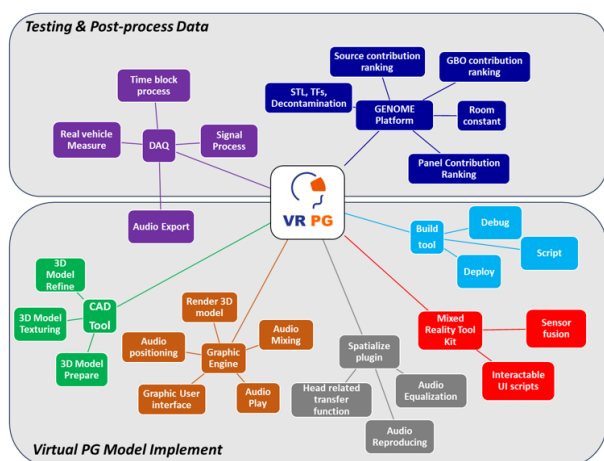 Testing & Post-process Data
Source contribution
ranking
GBO contribution
ranking
Time block
process
STL, TFs,
Decontamination
GENOME
Platform
Room
constant
Real vehicle
Measure
DAQ
Signal
Process
Panel Contribution
Ranking
VR PG
Audio Export
Build
tool
Debug
Script
Deploy
3D
Model
Refine
CAD
Tool
3D Model
Texturing
3D Model
Prepare
Render 3D
model
Audio
Mixing
Audio
positioning
Graphic
Engine
Graphic User
interface
Audio
Play
Spatialize
plugin
Head related
transfer
function
Audio
Equalization
Audio
Reproducing
Mixed
Reality Tool
Kit
Sensor
fusion
Interactable
UI scripts
Virtual PG Model Implement